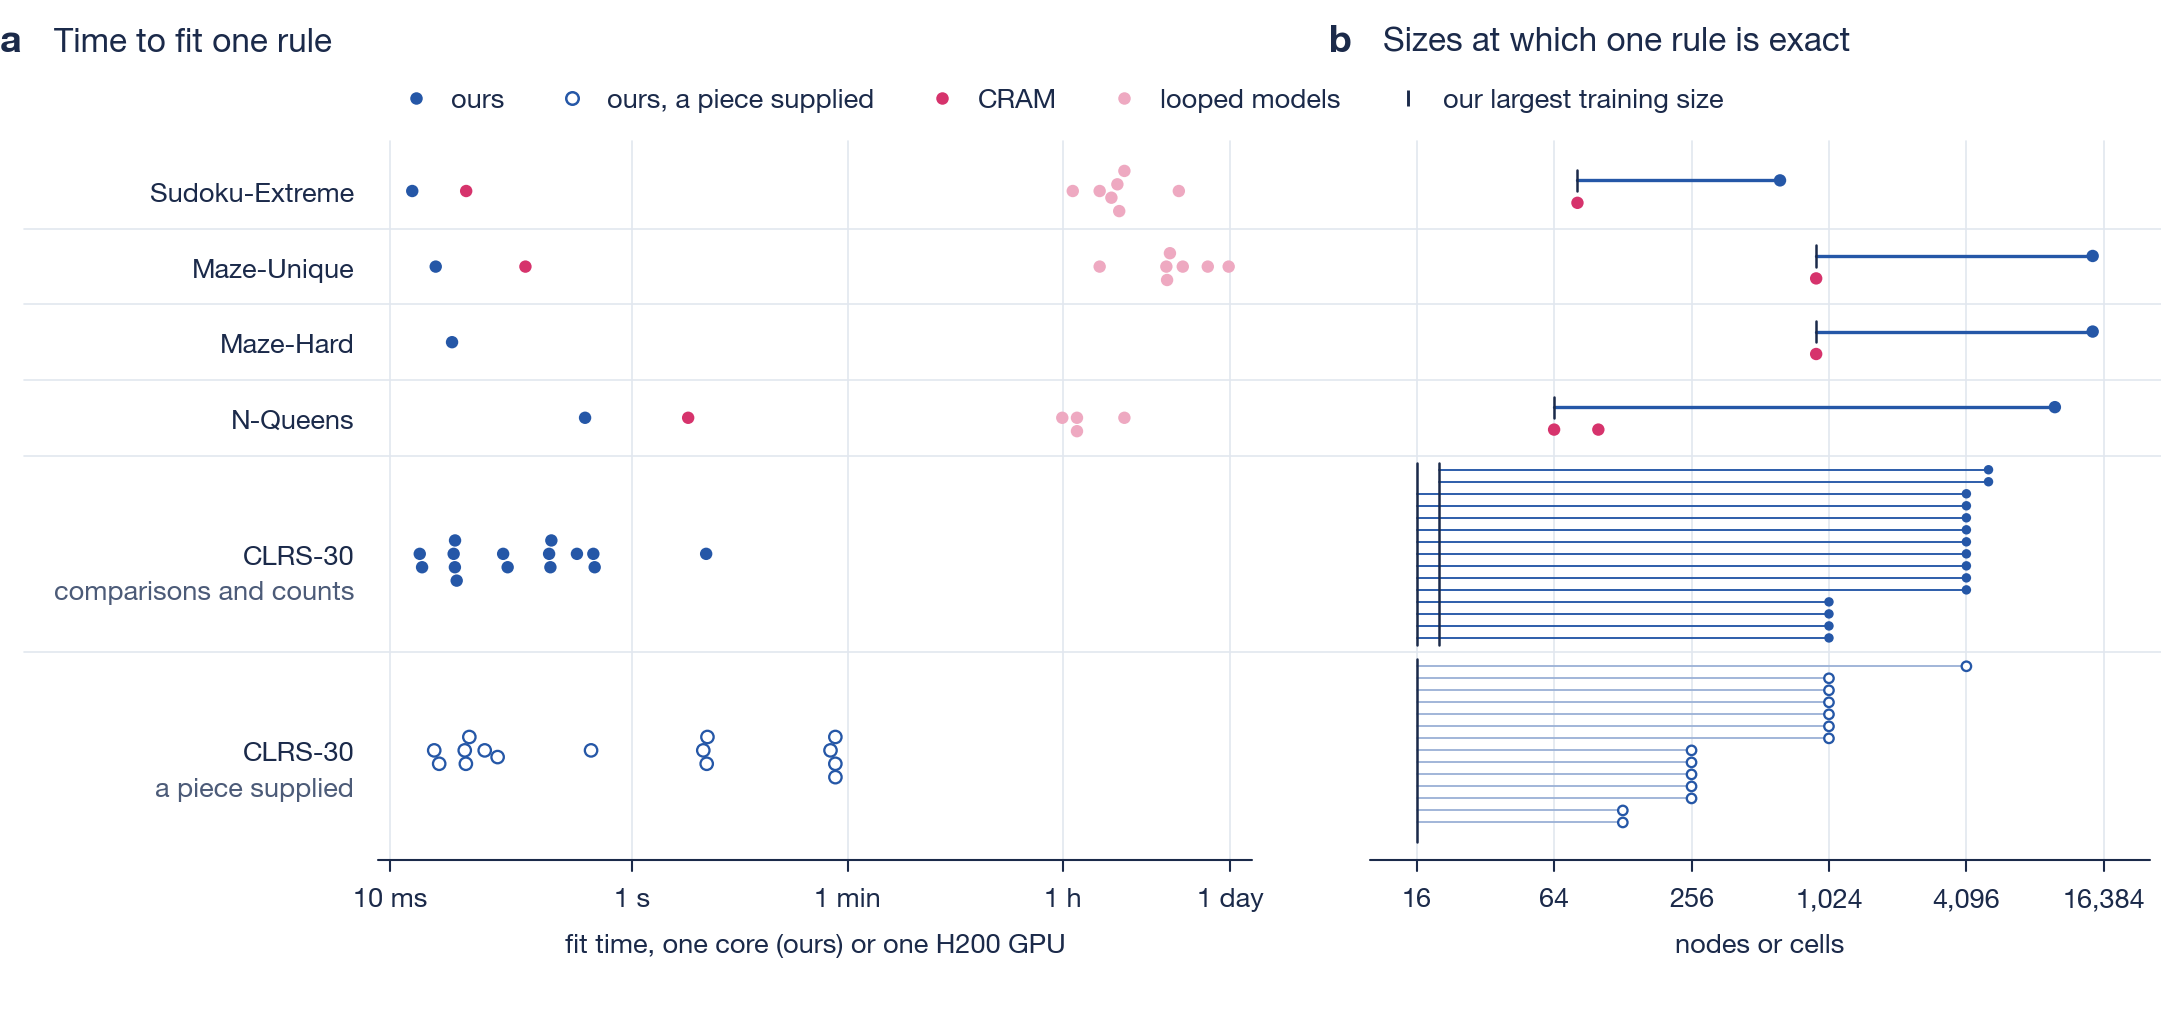 a Time to fit one rule
b Sizes at which one rule is exact
ours
ours, a piece supplied
CRAM
looped models
our largest training size
Sudoku-Extreme
Maze-Unique
Maze-Hard
N-Queens
CLRS-30
comparisons and counts
CLRS-30
a piece supplied
10 ms
1 s
1 min
1 h
1 day
fit time, one core (ours) or one H200 GPU
16
64
256
1,024
4,096
16,384
nodes or cells